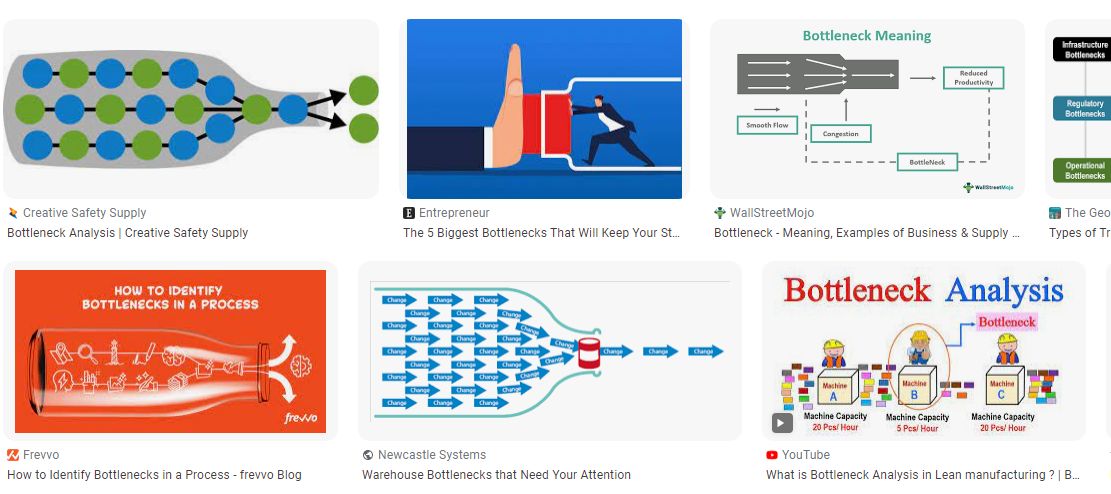 Bottleneck Meaning
Reduced
Productivity
Smooth Flow
Congestion
BottleNeck
WallStreetMojo
Infrastructure
Bottlenecks
Regulatory
Bottlenecks
Operational
Bottlenecks
Creative Safety Supply
Bottleneck Analysis | Creative Safety Supply
Entrepreneur
The 5 Biggest Bottlenecks That Will Keep Your St...
WallStreetMojo
Bottleneck - Meaning, Examples of Business & Supply ...
The Geo
Types of Tr
HOW TO IDENTIFY
BOTTLENECKS IN A PROCESS
frevvo
Change Change Change
Change Change Change Change
Change Change Change
Change Change Change Change
Change Change Change Change
Change Change Change Change Change Change Change
Change Change Change Change
Change Change Change Change
Change Change Change
Change Change Change
Change Change Change
Bottleneck Analysis
Bottleneck
Machine
A
Machine
B
Machine
C
Machine Capacity
20 Pcs/ Hour
Machine Capacity
5 Pcs/ Hour
Machine Capacity
20 Pcs/ Hour
Frevvo
How to Identify Bottlenecks in a Process - frevvo Blog
Newcastle Systems
Warehouse Bottlenecks that Need Your Attention
YouTube
What is Bottleneck Analysis in Lean manufacturing ? | B...